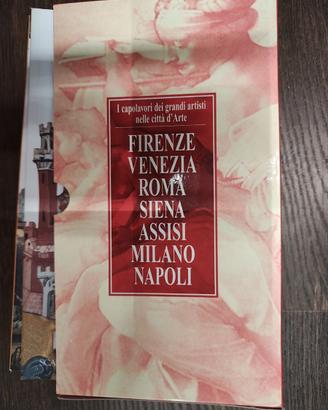 I capolavori dei grandi artisti
nelle città d'Arte
FIRENZE
VENEZIA
ROMA
SIENA
ASSISI
MILANO
NAPOLI